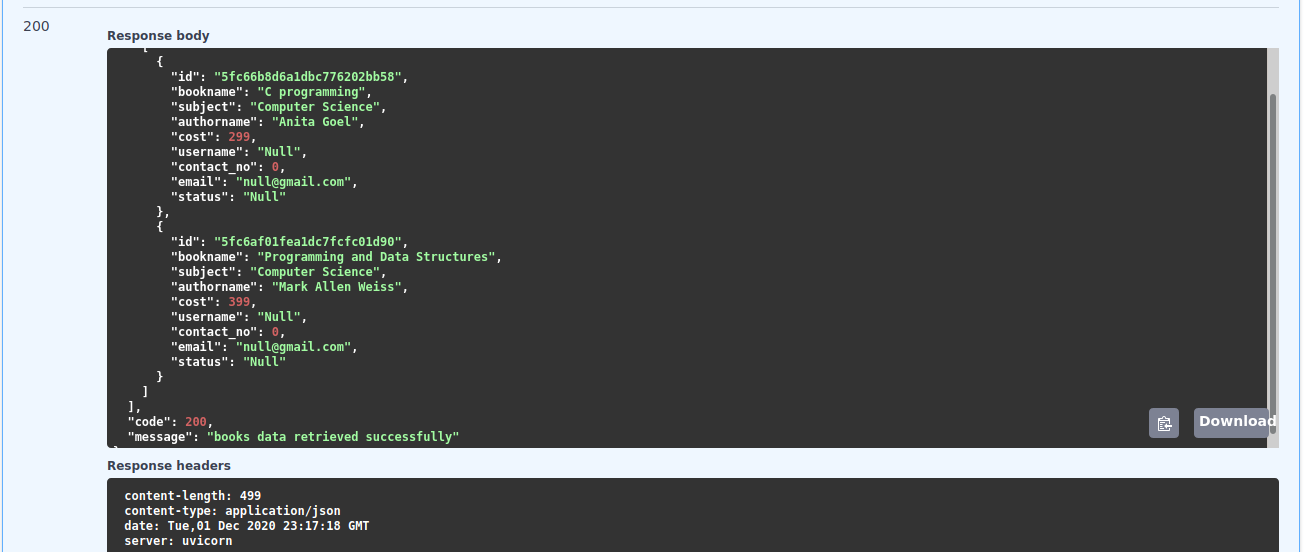 200
Response body
[
{
"id": "5fc66b8d6a1dbc776202bb58",
"bookname": "C programming",
"subject": "Computer Science",
"authorname": "Anita Goel",
"cost": 299,
"username": "Null",
"contact_no": 0,
"email": "null@gmail.com",
"status": "Null"
},
{
"id": "5fc6af01fea1dc7fcfc01d90",
"bookname": "Programming and Data Structures",
"subject": "Computer Science",
"authorname": "Mark Allen Weiss",
"cost": 399,
"username": "Null",
"contact_no": 0,
"email": "null@gmail.com",
"status": "Null"
}
]
],
"code": 200,
"message": "books data retrieved successfully"
Download
Response headers
content-length: 499
content-type: application/json
date: Tue,01 Dec 2020 23:17:18 GMT
server: uvicorn